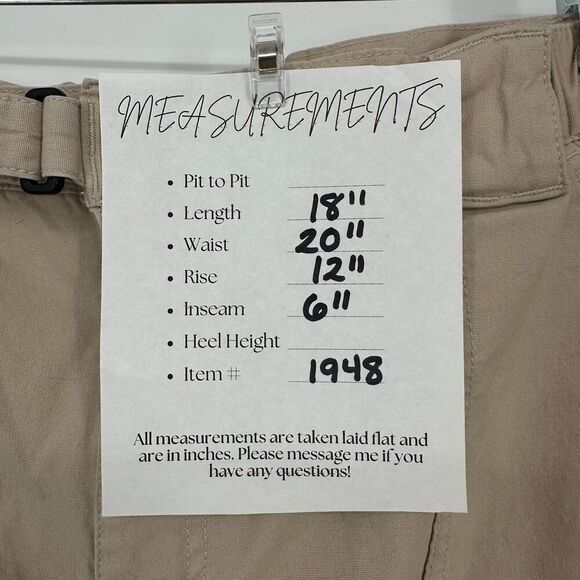 MEASUREMENTS
• Pit to Pit
• Length 18"
• Waist 20"
• Rise 12"
• Inseam 6"
• Heel Height
• Item # 1948
All measurements are taken laid flat and
are in inches. Please message me if you
have any questions!